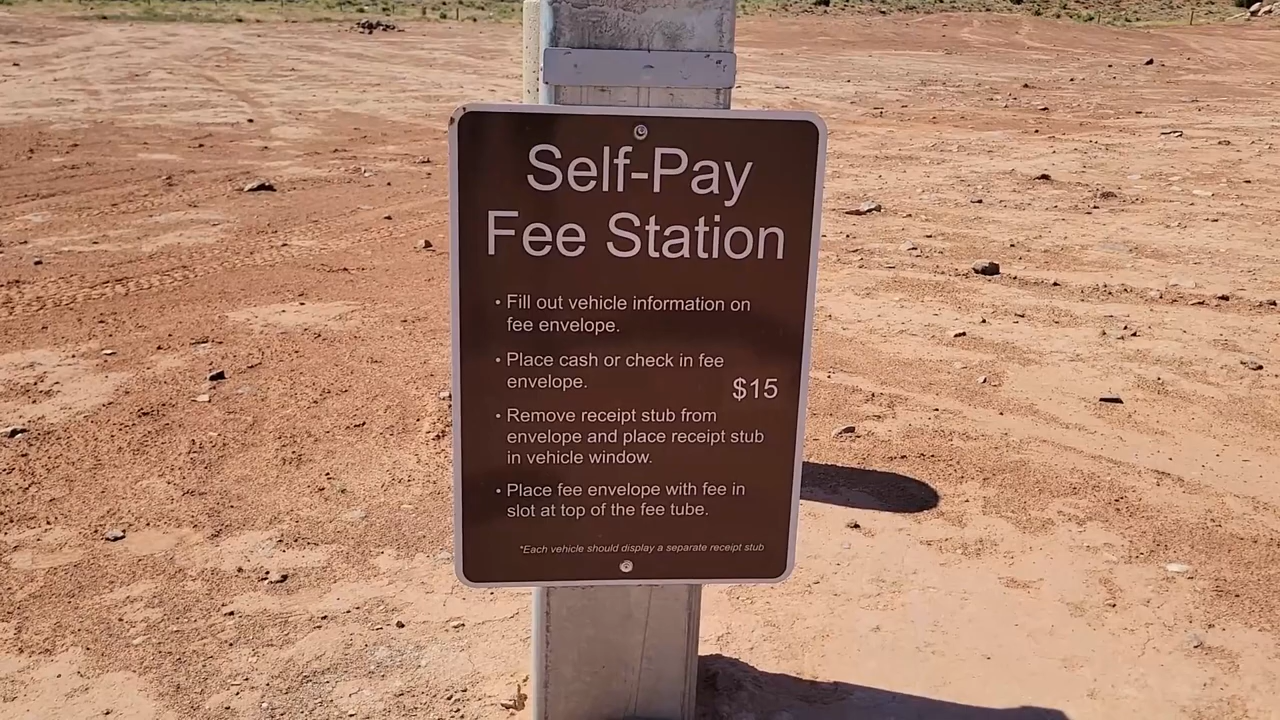 Self-Pay
Fee Station
• Fill out vehicle information on
fee envelope.
• Place cash or check in fee
envelope.
$15
• Remove receipt stub from
envelope and place receipt stub
in vehicle window.
• Place fee envelope with fee in
slot at top of the fee tube.
*Each vehicle should display a separate receipt stub